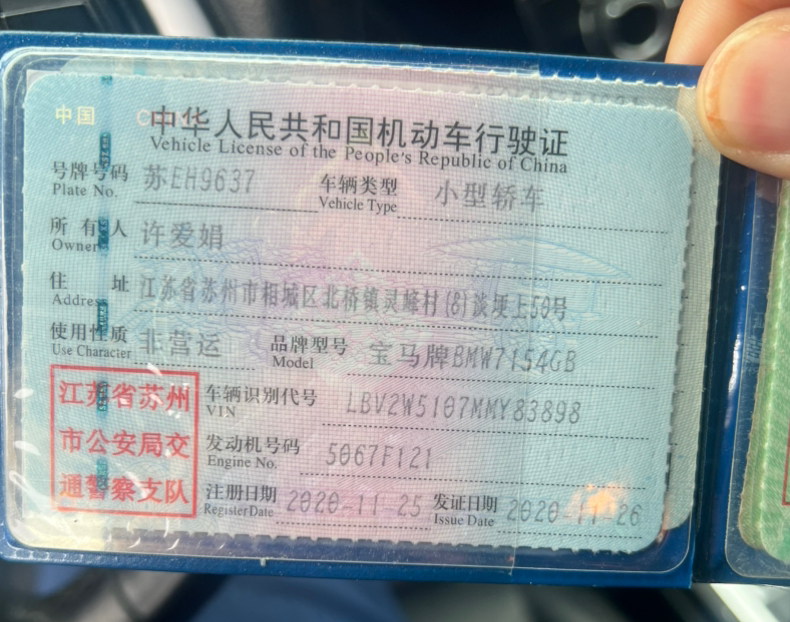 中国 C
中华人民共和国机动车行驶证
Vehicle License of the People's Republic of China
号牌号码 苏EH9637 车辆类型 小型轿车
Plate No. Vehicle Type
所有人 许爱娟
Owner
住址 江苏省苏州市相城区北桥镇灵峰村(8)淡埂上50号
Address
使用性质 非营运 品牌型号 宝马牌BMW7154GB
Use Character Model
江苏省苏州
市公安局交
通警察支队
车辆识别代号 LBV2W5107MMY83898
VIN
发动机号码 5067F121
Engine No.
注册日期 2020-11-25 发证日期 2020-11-26
Register Date Issue Date